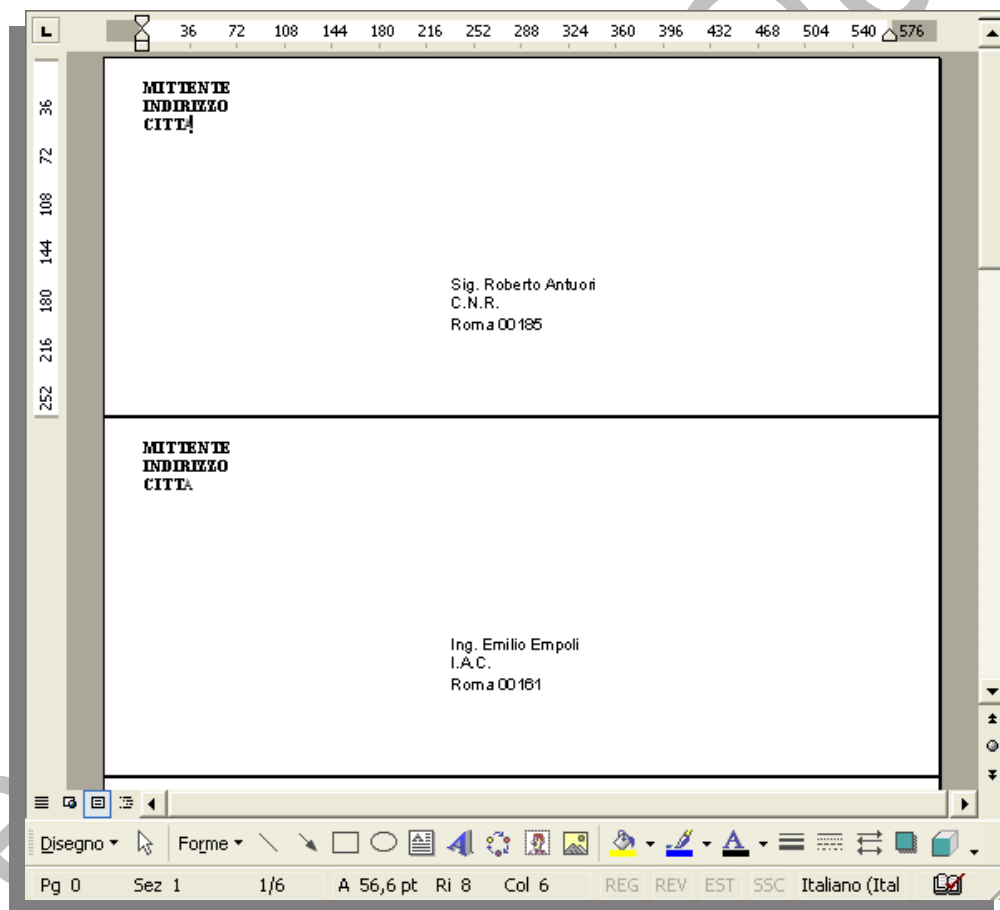 L 36 72 108 144 180 216 252 288 324 360 396 432 468 504 540 576
36
72
108
144
180
216
252
MITTENTE
INDIRIZZO
CITTA
Sig. Roberto Antuori
C.N.R.
Roma 00185
MITTENTE
INDIRIZZO
CITTA
Ing. Emilio Empoli
I.A.C.
Roma 00161
Disegno Forme
Pg 0 Sez 1 1/6 A 56,6 pt Ri 8 Col 6 REG REV EST SSC Italiano (Ital